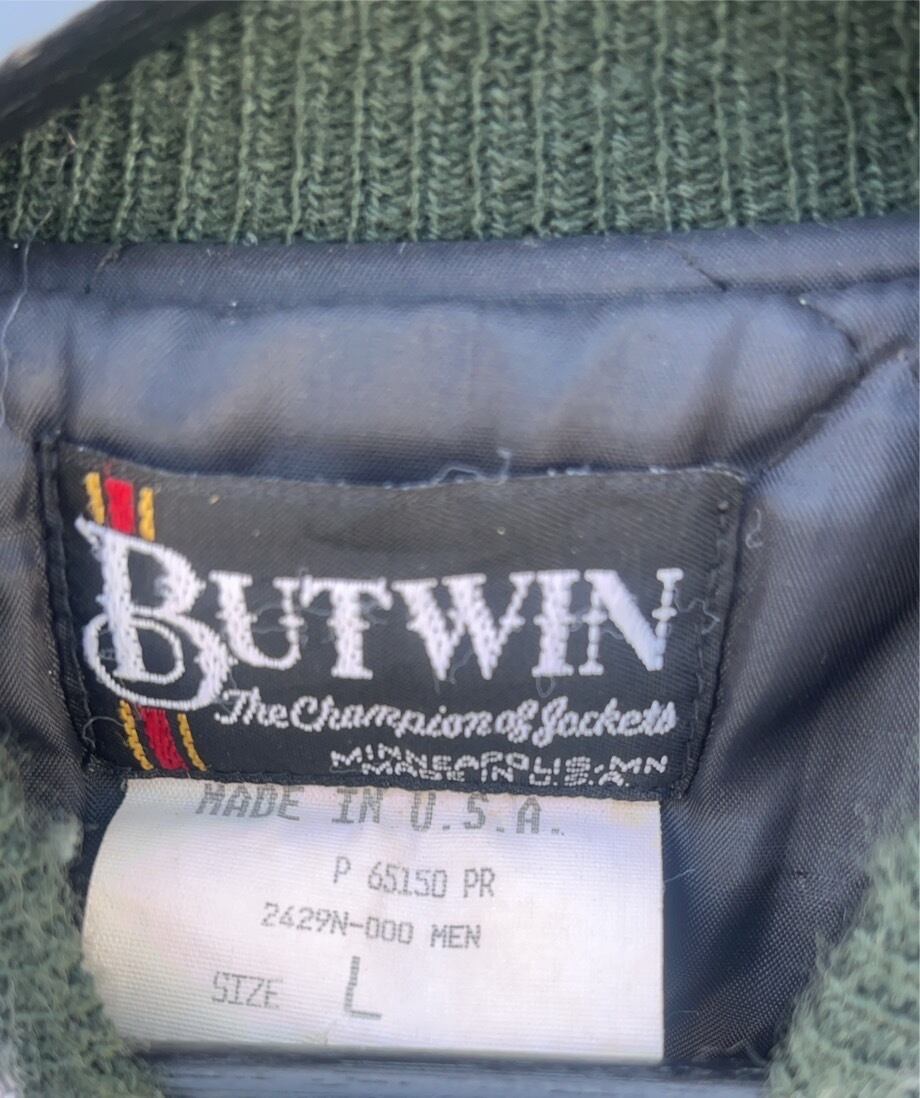 BUTWIN
The Champion of Jackets
MINNEAPOLIS, MN
MADE IN U.S.A.
MADE IN U.S.A.
P 65150 PR
2429N-000 MEN
SIZE L